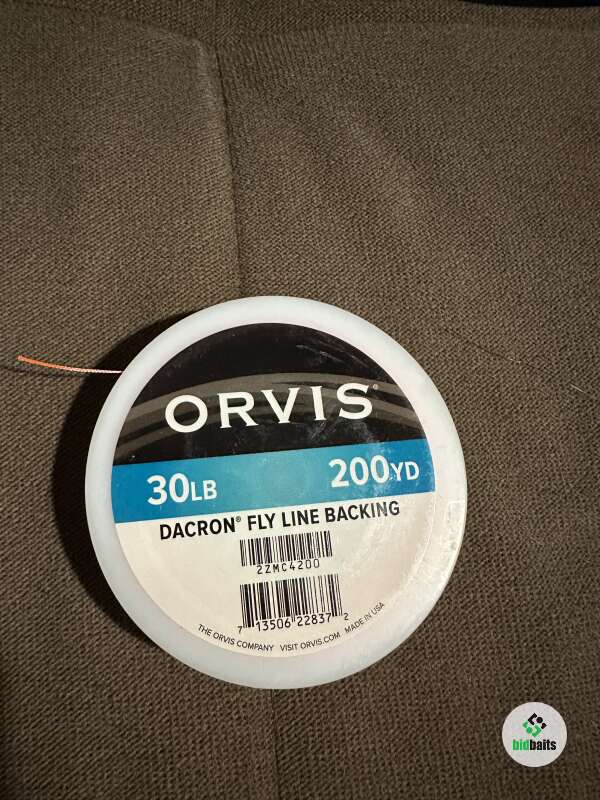 ORVIS®
30LB 200YD
DACRON® FLY LINE BACKING
2ZMC4200
7 13506 22837 2
THE ORVIS COMPANY VISIT ORVIS.COM MADE IN USA
bidbaits